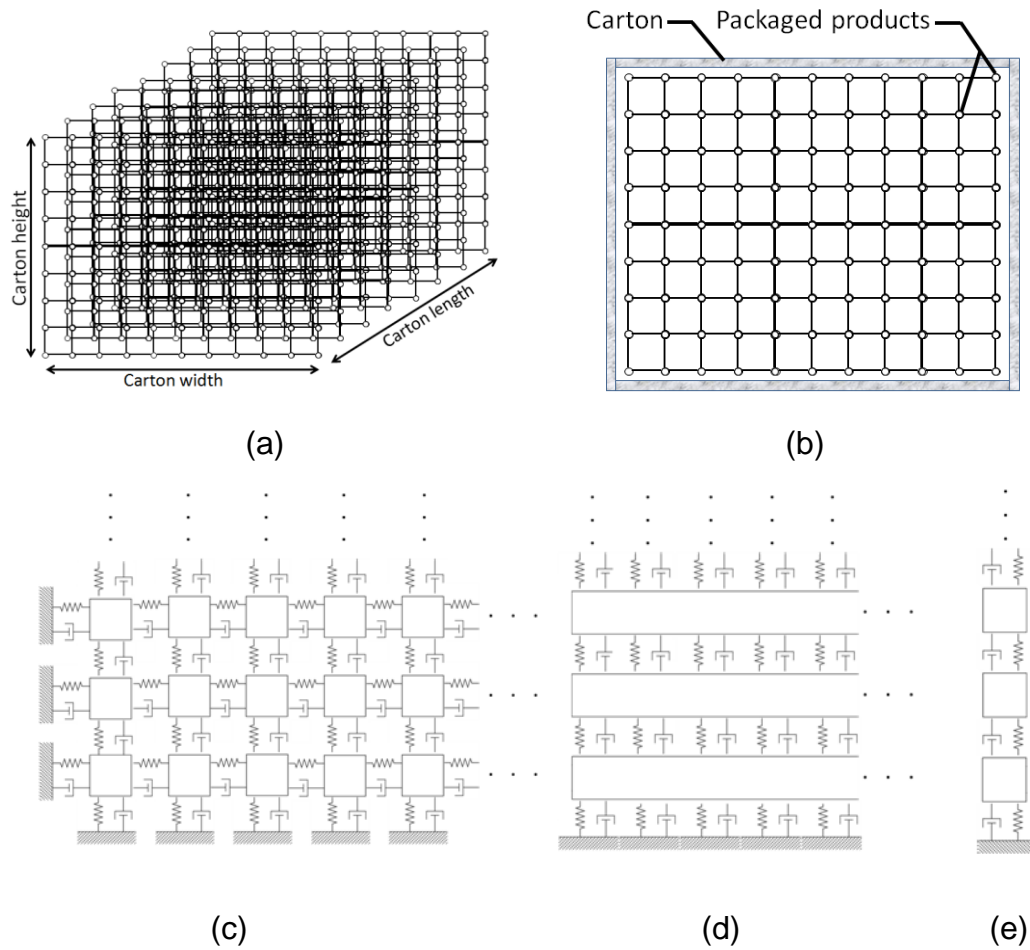 Carton height
Carton width
Carton length
(a)
Carton
Packaged products
(b)
(c)
(d)
(e)